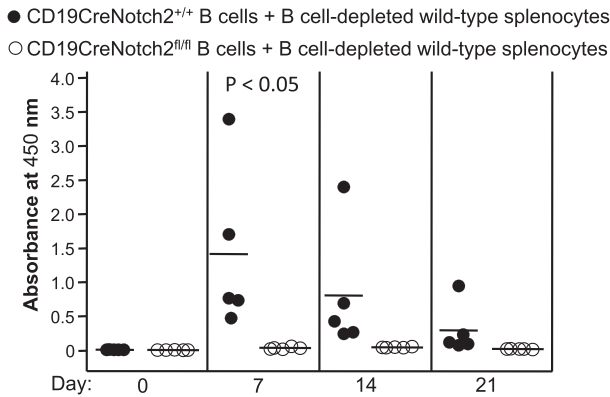 ● CD19CreNotch2+/+ B cells + B cell-depleted wild-type splenocytes
○ CD19CreNotch2fl/fl B cells + B cell-depleted wild-type splenocytes
P < 0.05
Absorbance at 450 nm
4.0
3.5
3.0
2.5
2.0
1.5
1.0
0.5
0
Day: 0 7 14 21